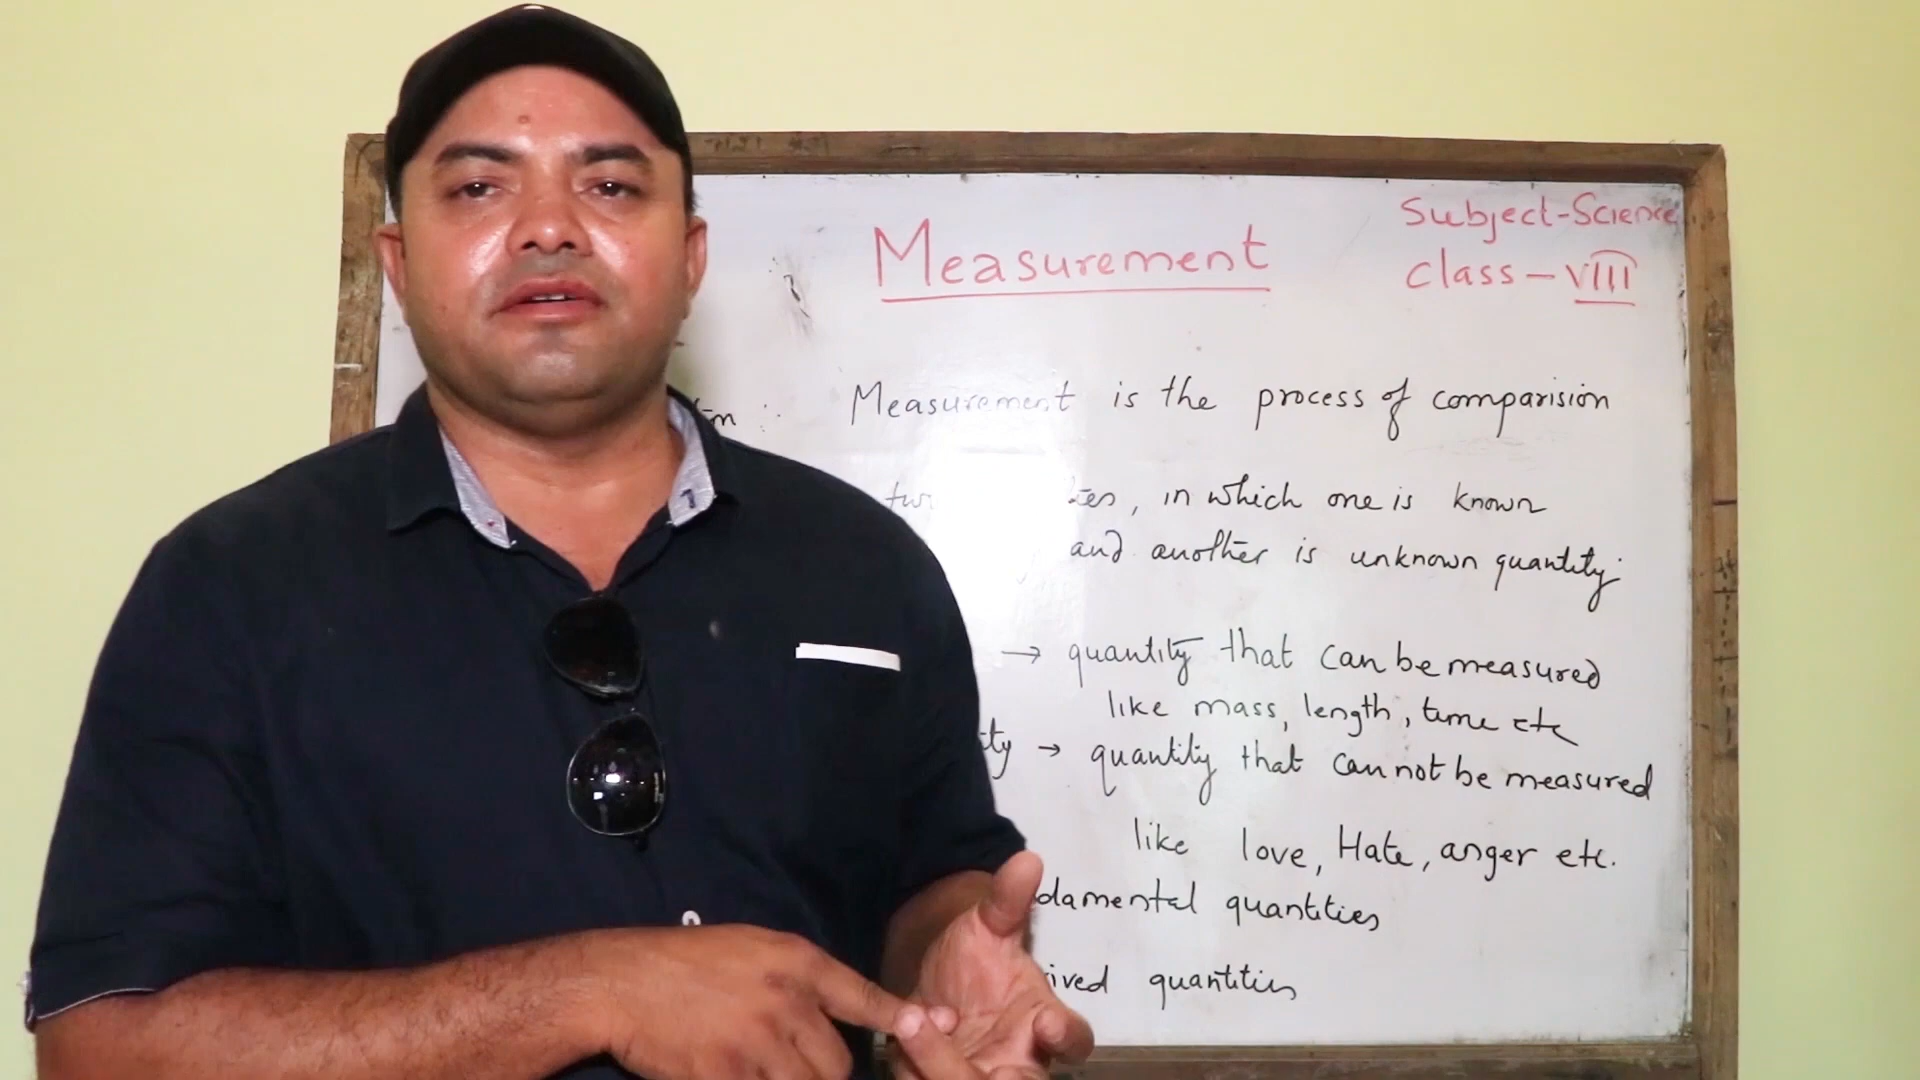 Subject-Science
Measurement
class - VIII
Measurement is the process of comparision
, in which one is known
and another is unknown quantity
→ quantity that can be measured
like mass, length, time etc
→ quantity that can not be measured
like love, Hate, anger etc.
damental quantities
ived quantities